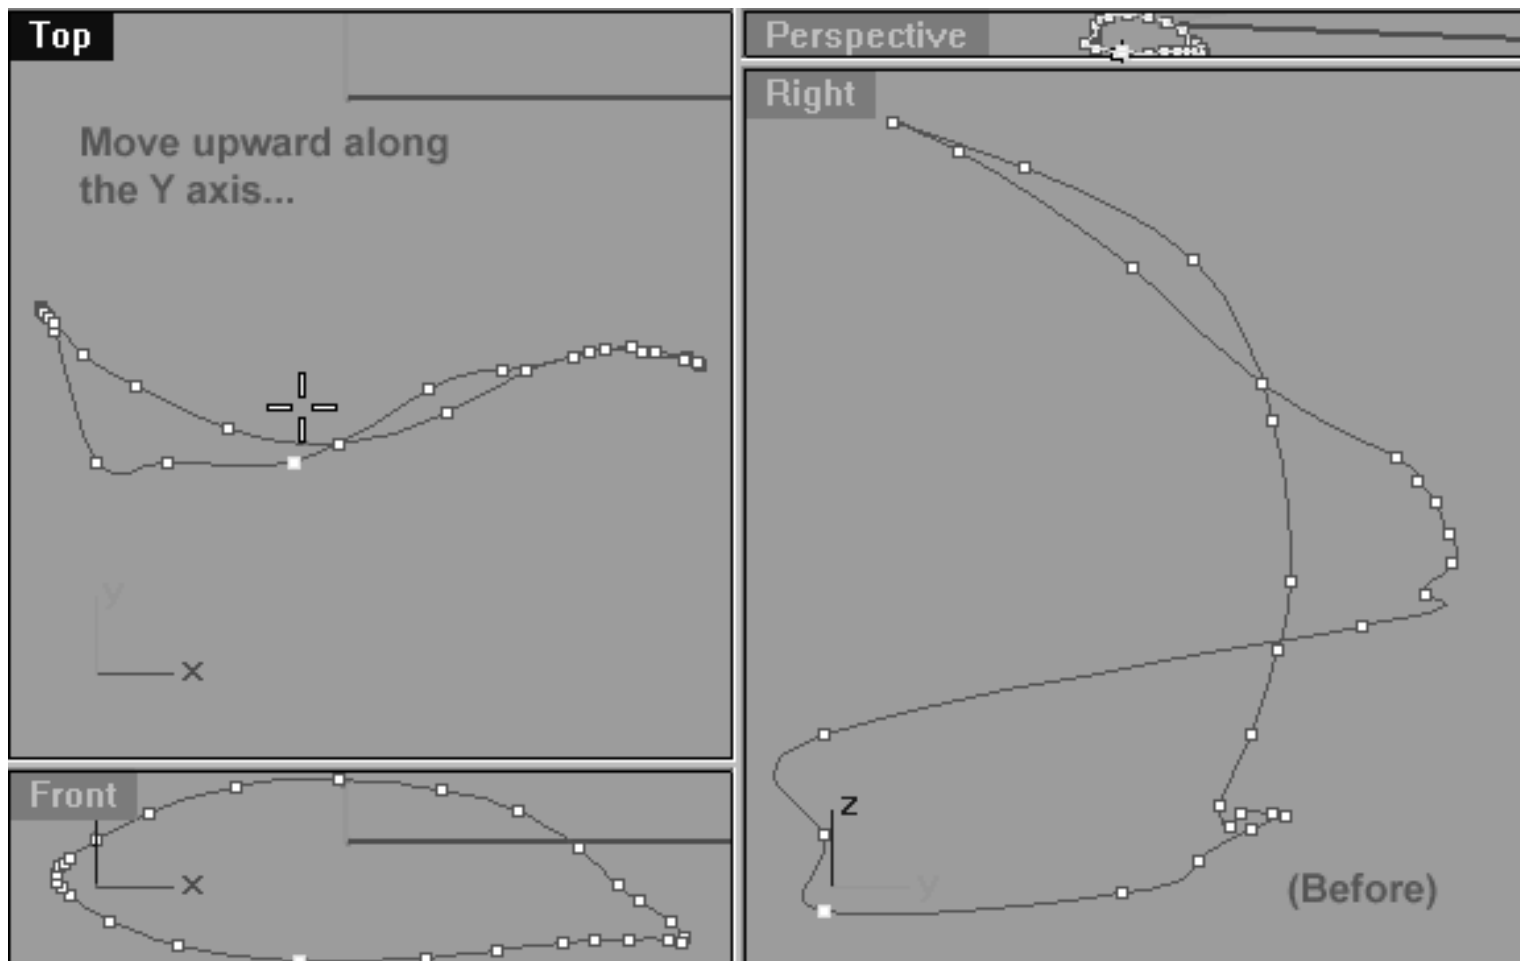 Top
Perspective
Right
Move upward along
the Y axis...
y
x
Front
x
z
y
(Before)